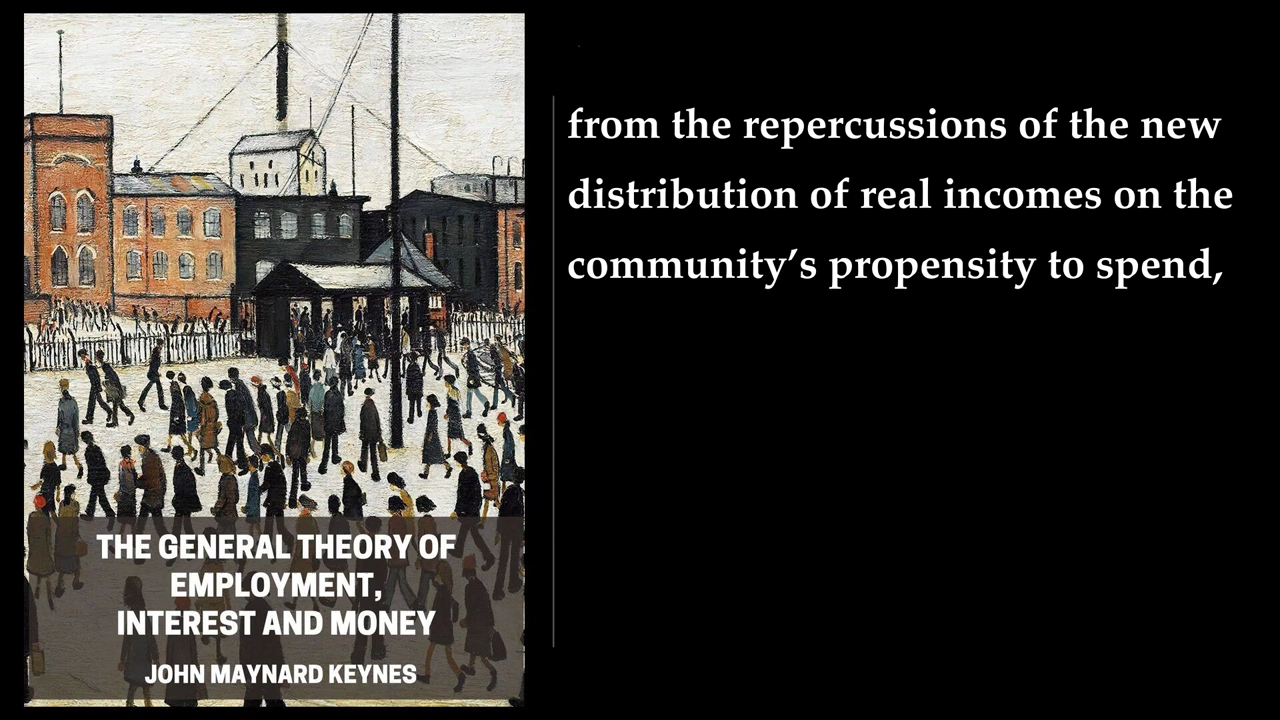 THE GENERAL THEORY OF
EMPLOYMENT,
INTEREST AND MONEY
JOHN MAYNARD KEYNES
from the repercussions of the new
distribution of real incomes on the
community’s propensity to spend,